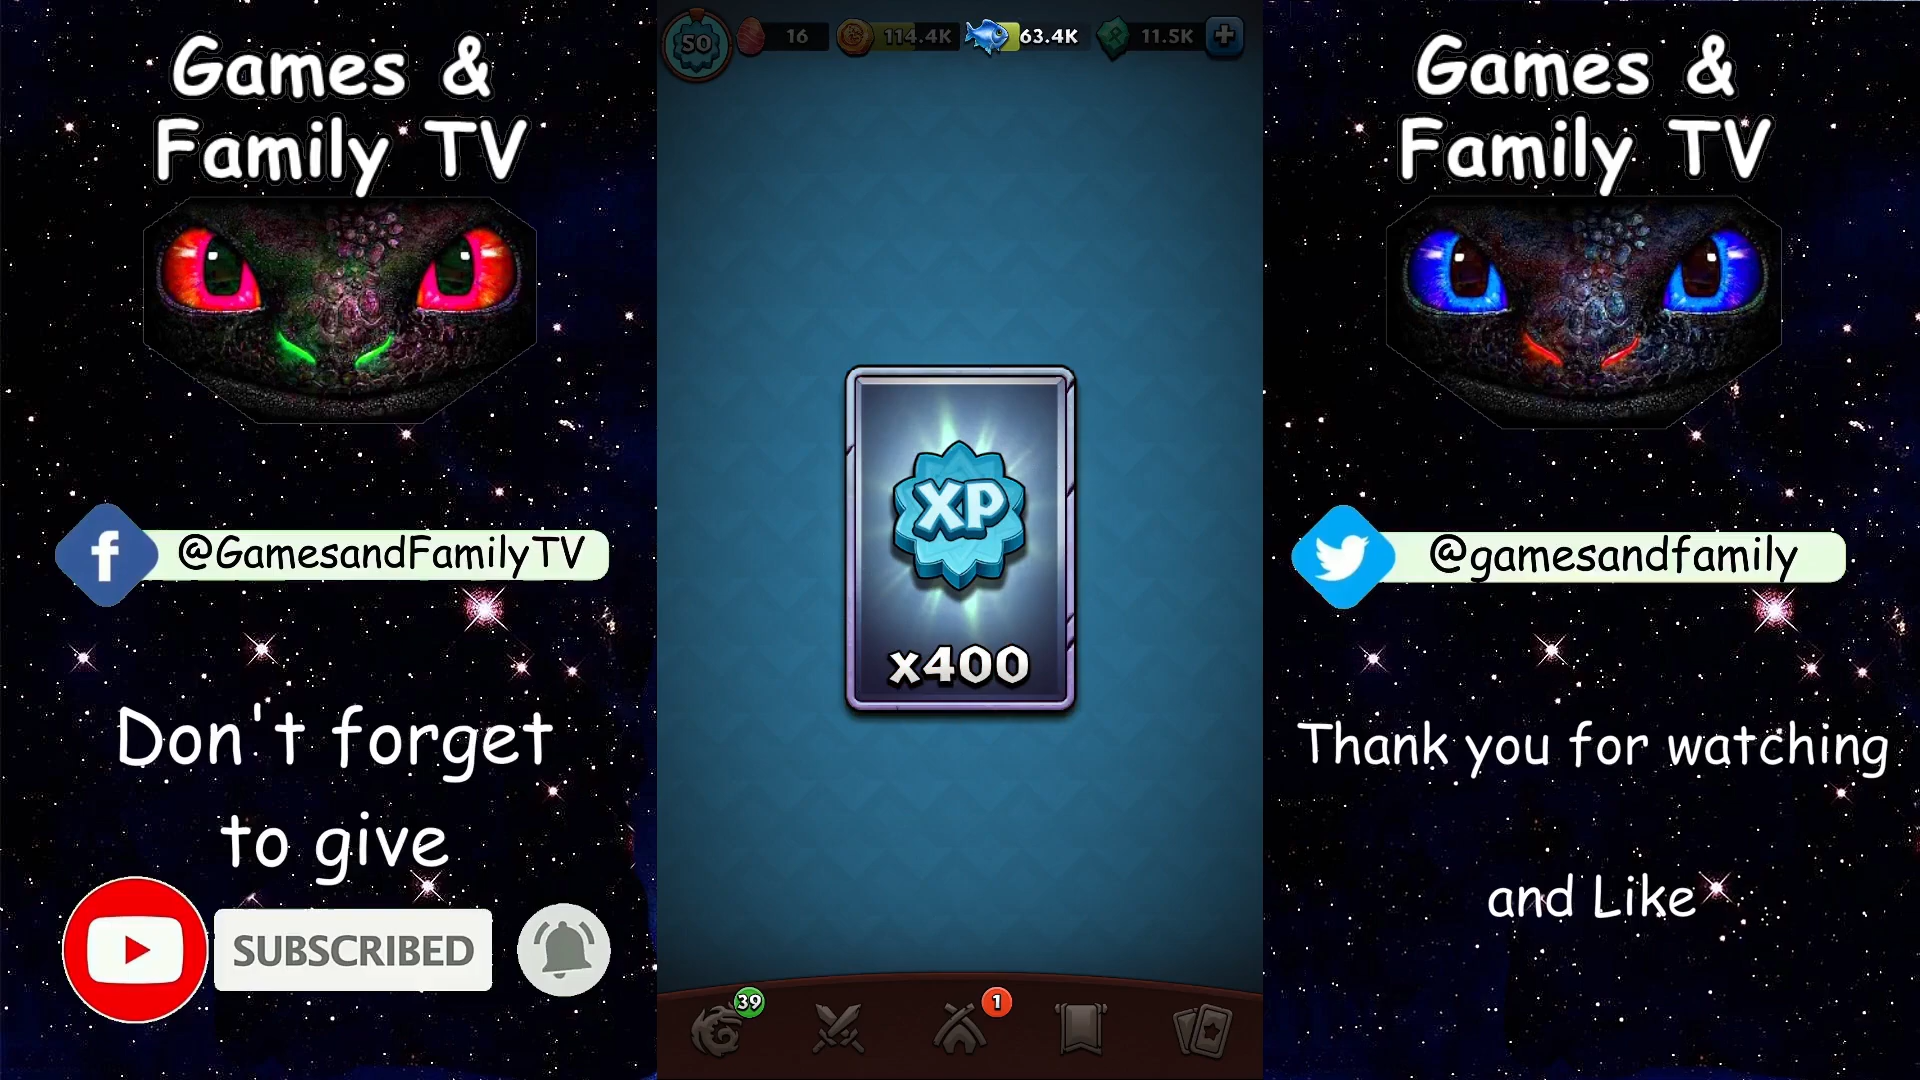 Games &
Family TV
@GamesandFamilyTV
Don't forget
to give
SUBSCRIBED
50
16
114.4K
63.4K
11.5K
XP
x400
39
1
Games &
Family TV
@gamesandfamily
Thank you for watching
and Like